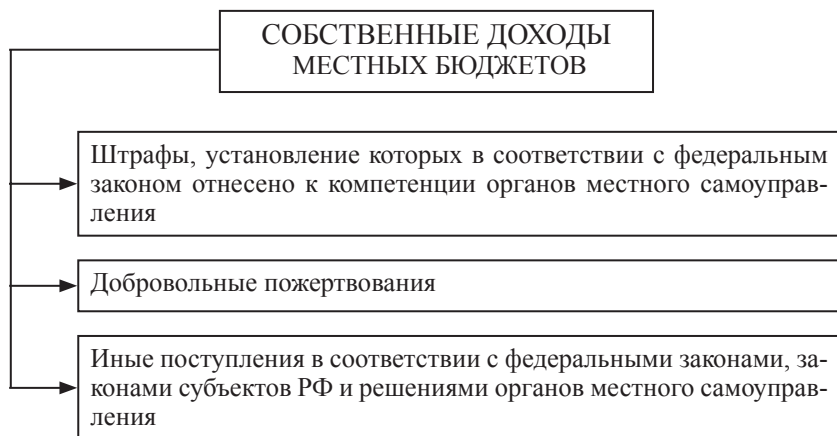 СОБСТВЕННЫЕ ДОХОДЫ
МЕСТНЫХ БЮДЖЕТОВ
Штрафы, установление которых в соответствии с федеральным
законом отнесено к компетенции органов местного самоуправ-
ления
Добровольные пожертвования
Иные поступления в соответствии с федеральными законами, за-
конами субъектов РФ и решениями органов местного самоуправ-
ления